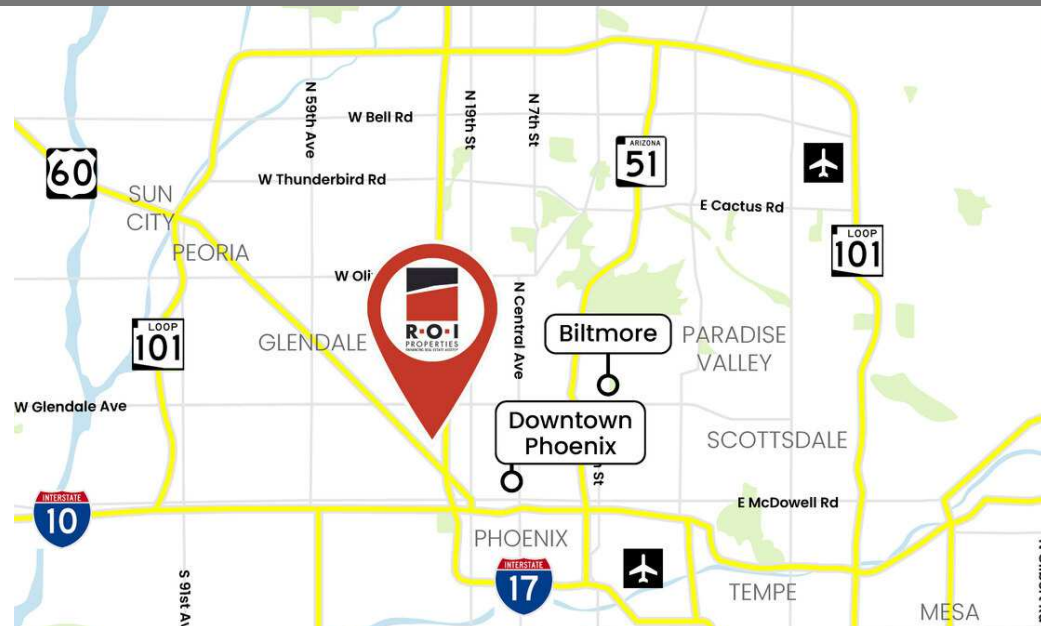 N 59th Ave
N 19th St
N 7th St
W Bell Rd
ARIZONA
51
60
W Thunderbird Rd
SUN
CITY
E Cactus Rd
PEORIA
LOOP
101
W Oli
R·O·I
PROPERTIES
N Central Ave
LOOP
101
GLENDALE
Biltmore
PARADISE
VALLEY
W Glendale Ave
Downtown
Phoenix
SCOTTSDALE
INTERSTATE
10
E McDowell Rd
PHOENIX
INTERSTATE
17
S 91st Av
TEMPE
MESA